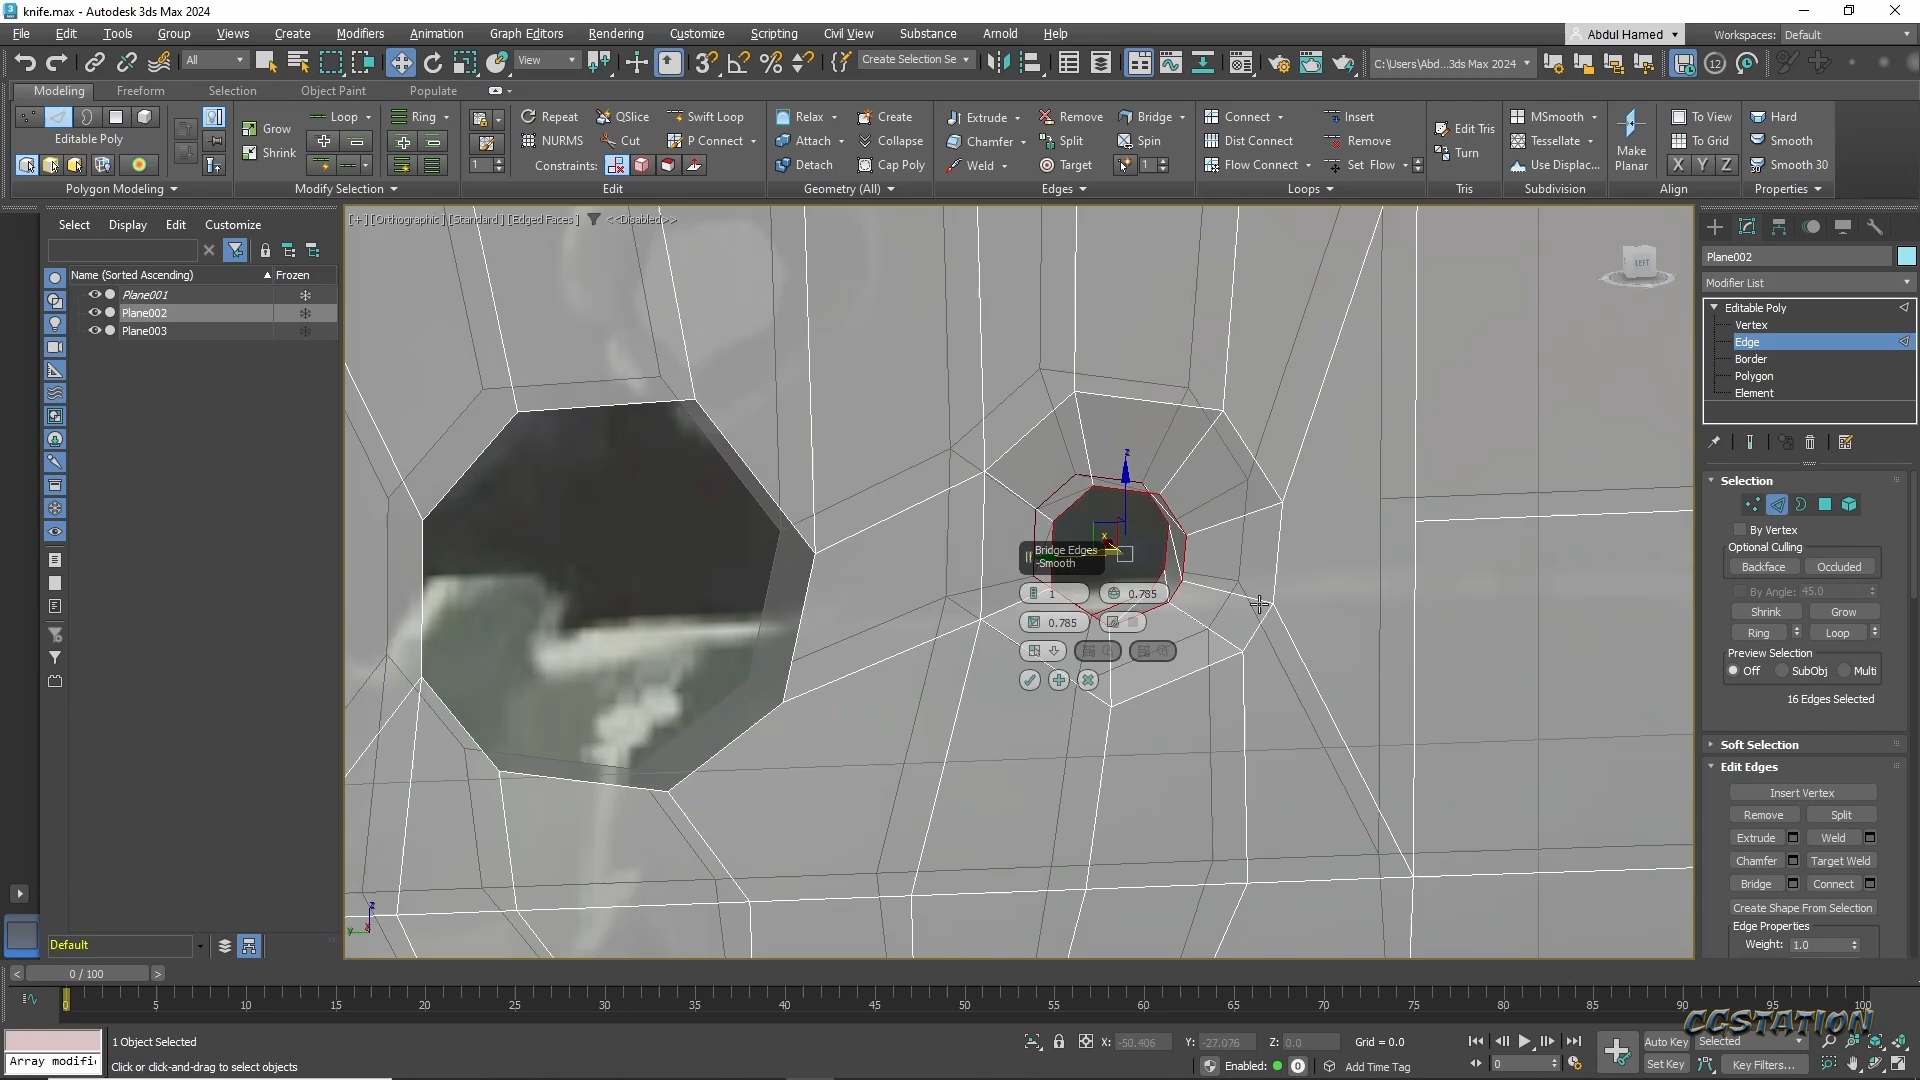 knife.max - Autodesk 3ds Max 2024
File Edit Tools Group Views Create Modifiers Animation Graph Editors Rendering Customize Scripting Civil View Substance Arnold Help
Abdul Hamed Workspaces: Default
All View Create Selection Se C:\Users\Abd...3ds Max 2024 12
Modeling Freeform Selection Object Paint Populate
Loop Ring Repeat QSlice Swift Loop Relax Create Extrude Remove Bridge Connect Insert MSmooth To View Hard
Editable Poly Grow NURMS Cut P Connect Attach Collapse Chamfer Split Spin Dist Connect Remove Edit Tris Tessellate Make Planar To Grid Smooth
Shrink 1 Constraints: Detach Cap Poly Weld Target 1 Flow Connect Set Flow Turn Use Displac... X Y Z Smooth 30
Polygon Modeling Modify Selection Edit Geometry (All) Edges Loops Tris Subdivision Align Properties
Select Display Edit Customize
[+] [Orthographic] [Standard] [Edged Faces] <<Disabled>>
Name (Sorted Ascending) Frozen
Plane001
Plane002
Plane003
LEFT
z
x
Bridge Edges
-Smooth
1 0.785
0.785
z
y x
Plane002
Modifier List
Editable Poly
Vertex
Edge
Border
Polygon
Element
Selection
By Vertex
Optional Culling
Backface Occluded
By Angle: 45.0
Shrink Grow
Ring Loop
Preview Selection
Off SubObj Multi
16 Edges Selected
Soft Selection
Edit Edges
Insert Vertex
Remove Split
Extrude Weld
Chamfer Target Weld
Bridge Connect
Create Shape From Selection
Edge Properties
Weight: 1.0
Default
< 0 / 100 >
0 5 10 15 20 25 30 35 40 45 50 55 60 65 70 75 80 85 90 95 100
CGSTATION
1 Object Selected
X: -50.406 Y: -27.076 Z: 0.0 Grid = 0.0
Auto Key Selected
Array modifi
Click or click-and-drag to select objects
Enabled: 0 Add Time Tag
0
Set Key Key Filters...